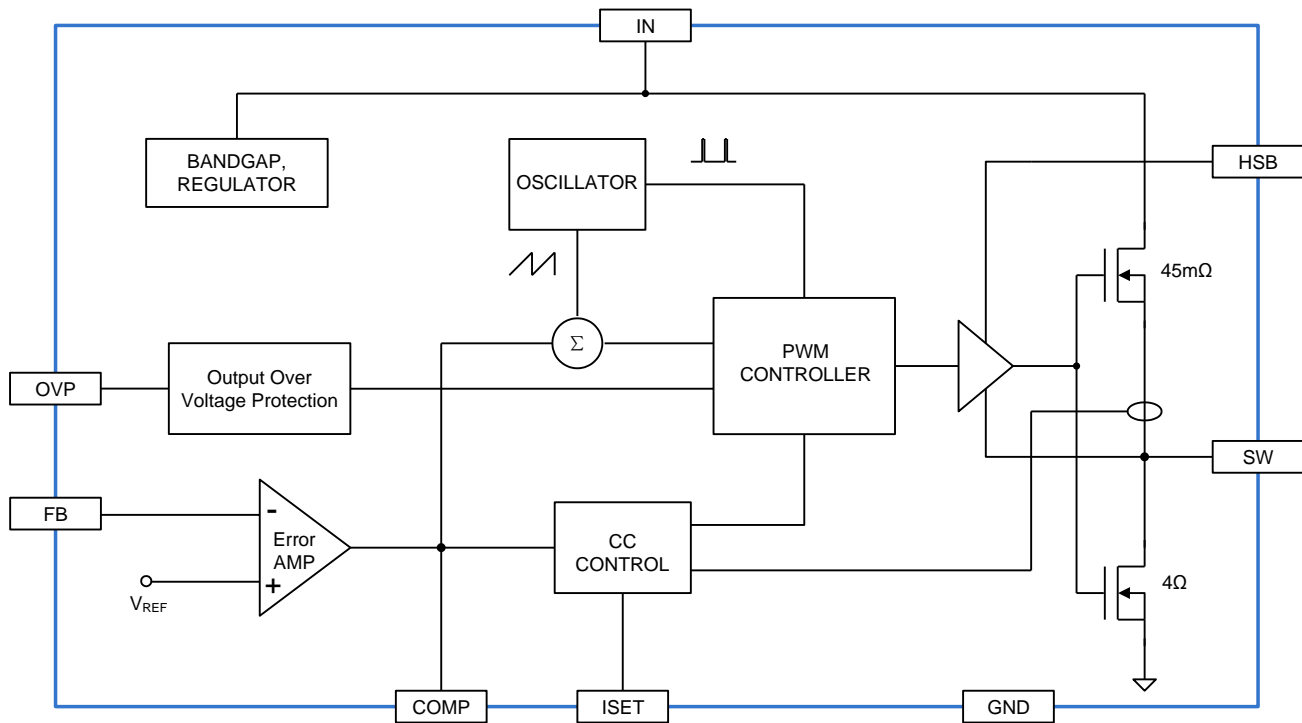 IN
BANDGAP,
REGULATOR
OSCILLATOR
HSB
45mΩ
Σ
PWM
CONTROLLER
OVP
Output Over
Voltage Protection
SW
FB
-
Error
AMP
+
VREF
CC
CONTROL
4Ω
COMP
ISET
GND